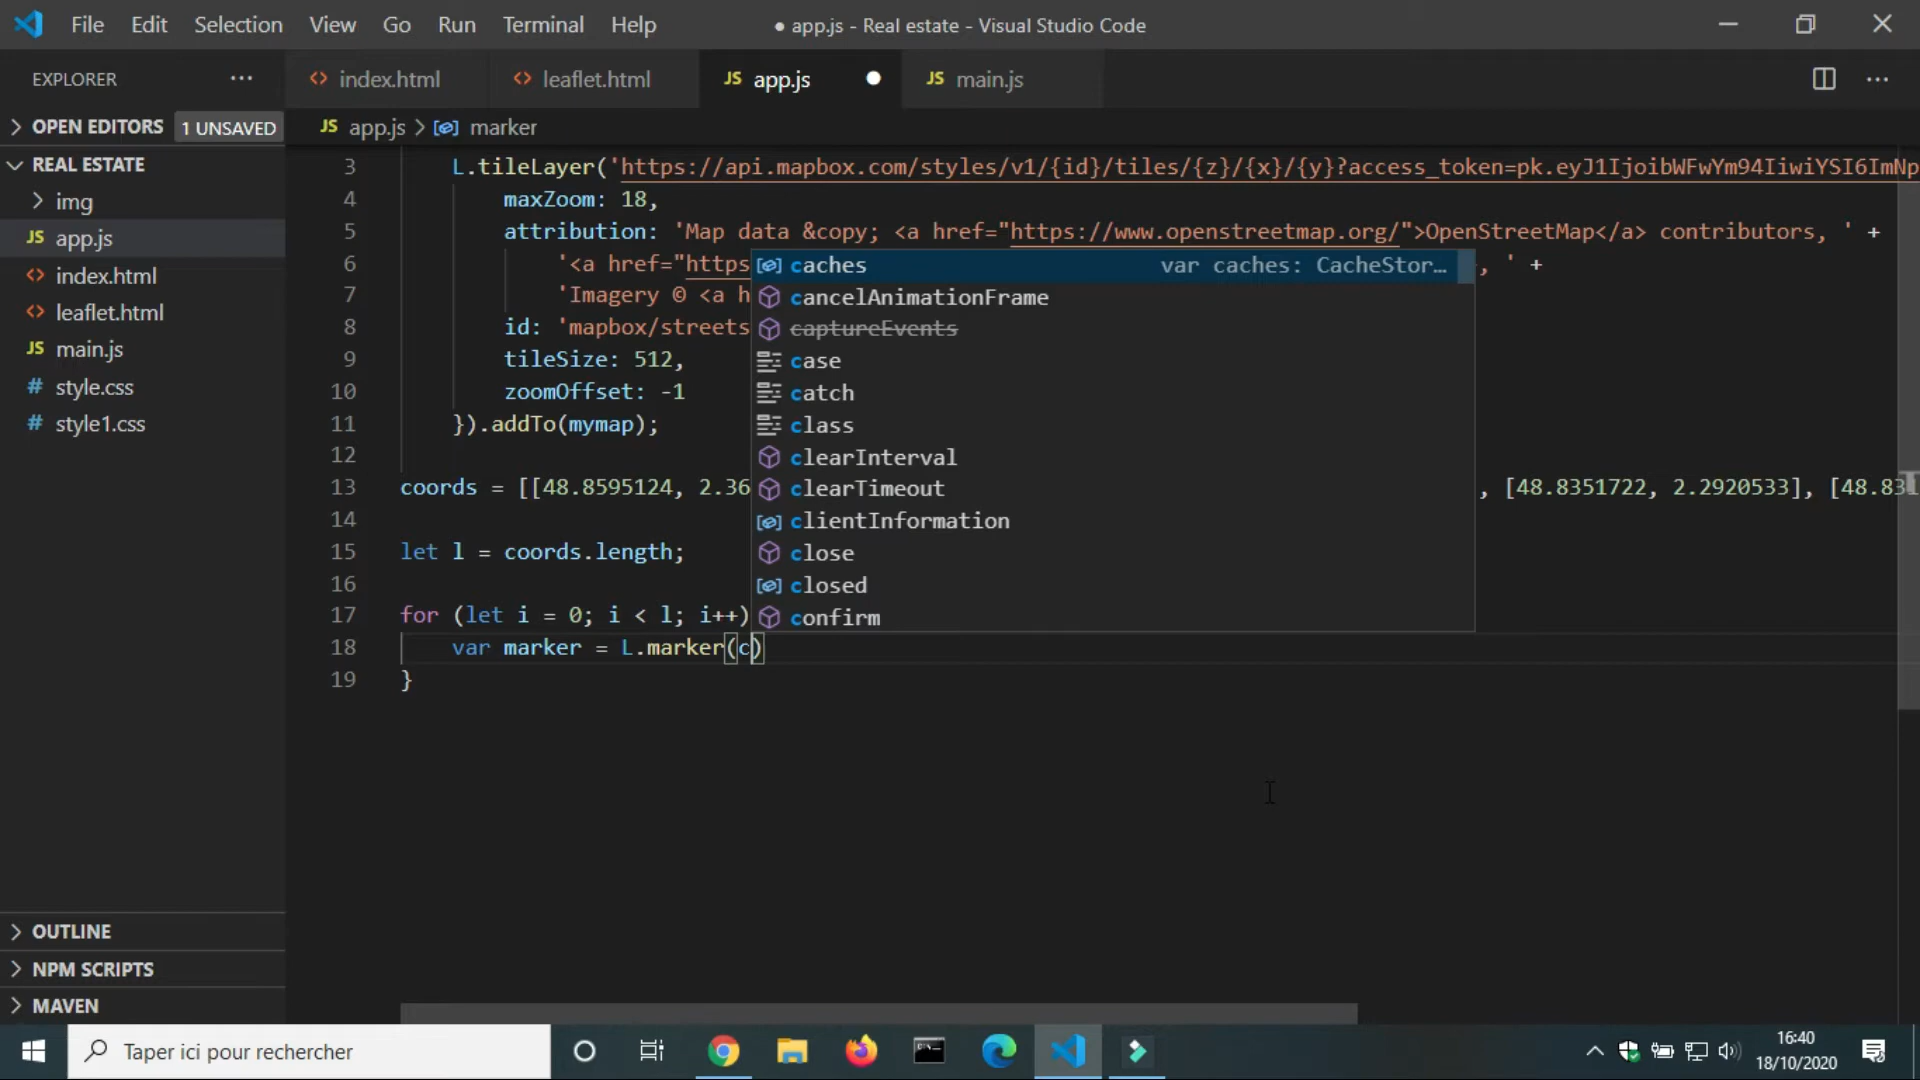 File Edit Selection View Go Run Terminal Help ● app.js - Real estate - Visual Studio Code
EXPLORER ··· <> index.html <> leaflet.html JS app.js ● JS main.js ···
> OPEN EDITORS 1 UNSAVED
JS app.js > marker
REAL ESTATE
> img
JS app.js
<> index.html
<> leaflet.html
JS main.js
# style.css
# style1.css
> OUTLINE
> NPM SCRIPTS
> MAVEN
3 L.tileLayer('https://api.mapbox.com/styles/v1/{id}/tiles/{z}/{x}/{y}?access_token=pk.eyJ1IjoibWFwYm94IiwiYSI6ImNp
4 maxZoom: 18,
5 attribution: 'Map data &copy; <a href="https://www.openstreetmap.org/">OpenStreetMap</a> contributors, ' +
6 '<a href="https , ' +
7 'Imagery © <a h
8 id: 'mapbox/streets
9 tileSize: 512,
10 zoomOffset: -1
11 }).addTo(mymap);
12
13 coords = [[48.8595124, 2.36 , [48.8351722, 2.2920533], [48.831
14
15 let l = coords.length;
16
17 for (let i = 0; i < l; i++)
18 var marker = L.marker(c)
19 }
caches var caches: CacheStor…
cancelAnimationFrame
captureEvents
case
catch
class
clearInterval
clearTimeout
clientInformation
close
closed
confirm
Taper ici pour rechercher
16:40
18/10/2020